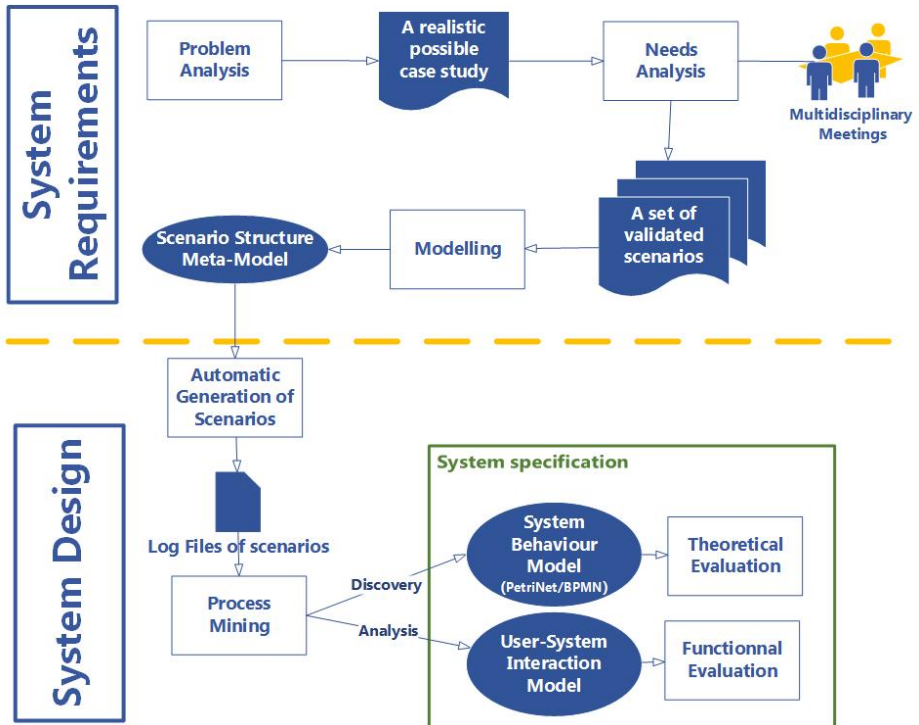 System
Requirements
Problem
Analysis
A realistic
possible
case study
Needs
Analysis
Multidisciplinary
Meetings
A set of
validated
scenarios
Modelling
Scenario Structure
Meta-Model
System Design
Automatic
Generation of
Scenarios
Log Files of scenarios
Process
Mining
Discovery
Analysis
System specification
System
Behaviour
Model
(PetriNet/BPMN)
Theoretical
Evaluation
User-System
Interaction
Model
Functionnal
Evaluation